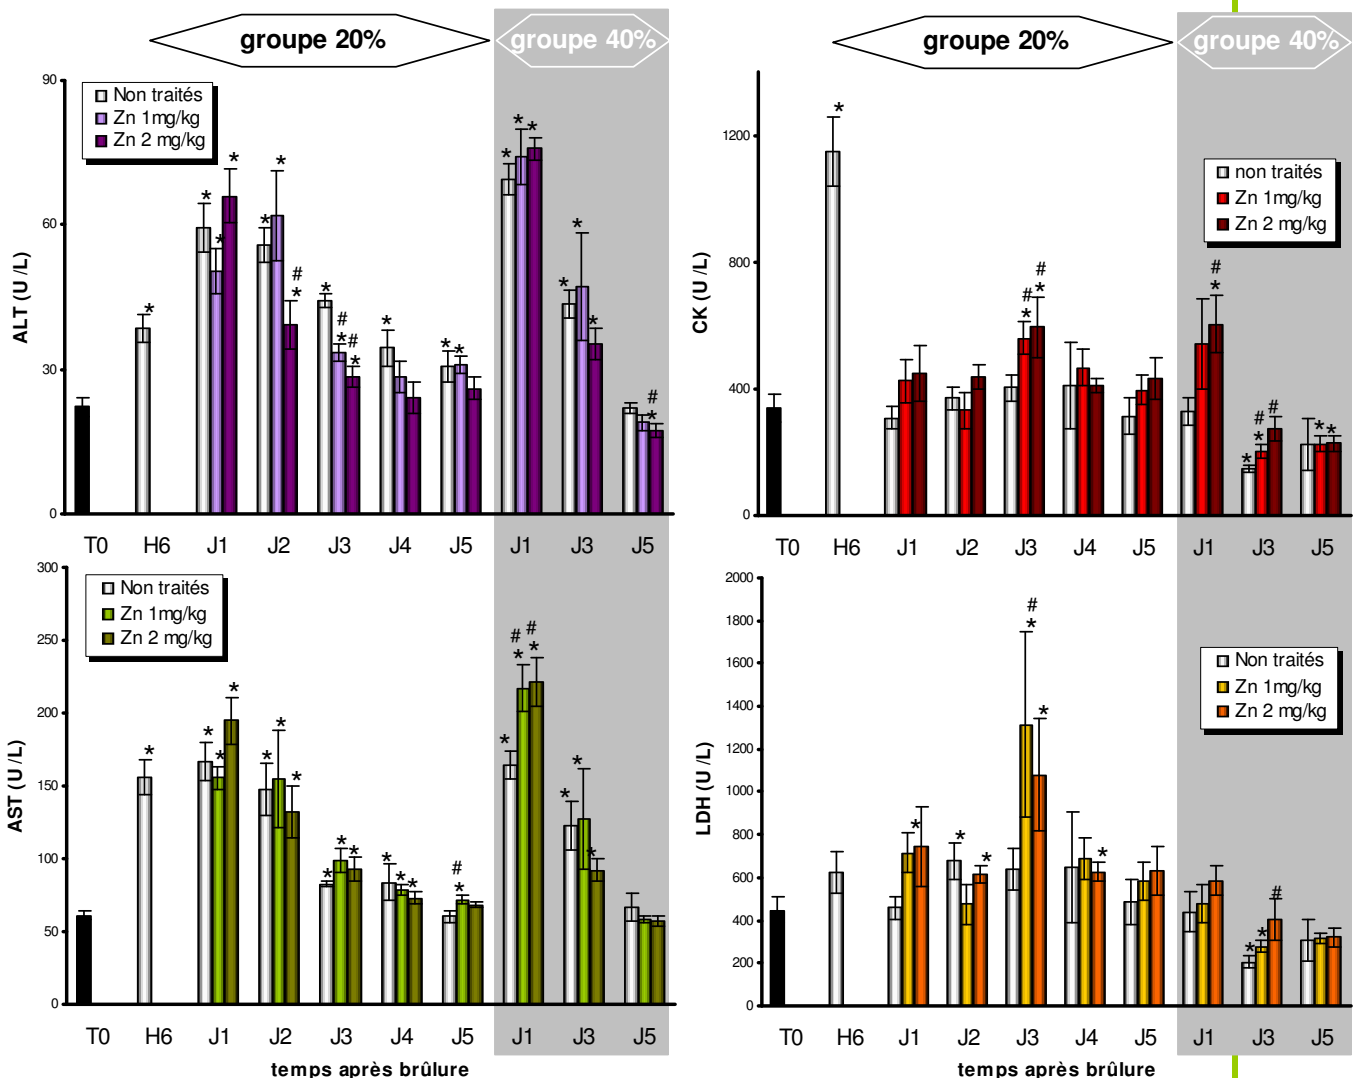 groupe 20%
groupe 40%
90
60
30
0
ALT (U /L)
Non traités
Zn 1mg/kg
Zn 2 mg/kg
*
* * *
* * # *
* # * # *
*
* *
* * *
* * *
# *
T0 H6 J1 J2 J3 J4 J5 J1 J3 J5
groupe 20%
groupe 40%
1200
800
400
0
CK (U /L)
non traités
Zn 1mg/kg
Zn 2 mg/kg
*
# * # *
# *
* # * #
* *
T0 H6 J1 J2 J3 J4 J5 J1 J3 J5
300
250
200
150
100
50
0
AST (U /L)
Non traités
Zn 1mg/kg
Zn 2 mg/kg
*
* * *
* * *
* * *
* * *
# *
* # * # *
* * *
T0 H6 J1 J2 J3 J4 J5 J1 J3 J5
temps après brûlure
2000
1800
1600
1400
1200
1000
800
600
400
200
0
LDH (U /L)
Non traités
Zn 1mg/kg
Zn 2 mg/kg
*
* *
# * *
*
* * #
T0 H6 J1 J2 J3 J4 J5 J1 J3 J5
temps après brûlure